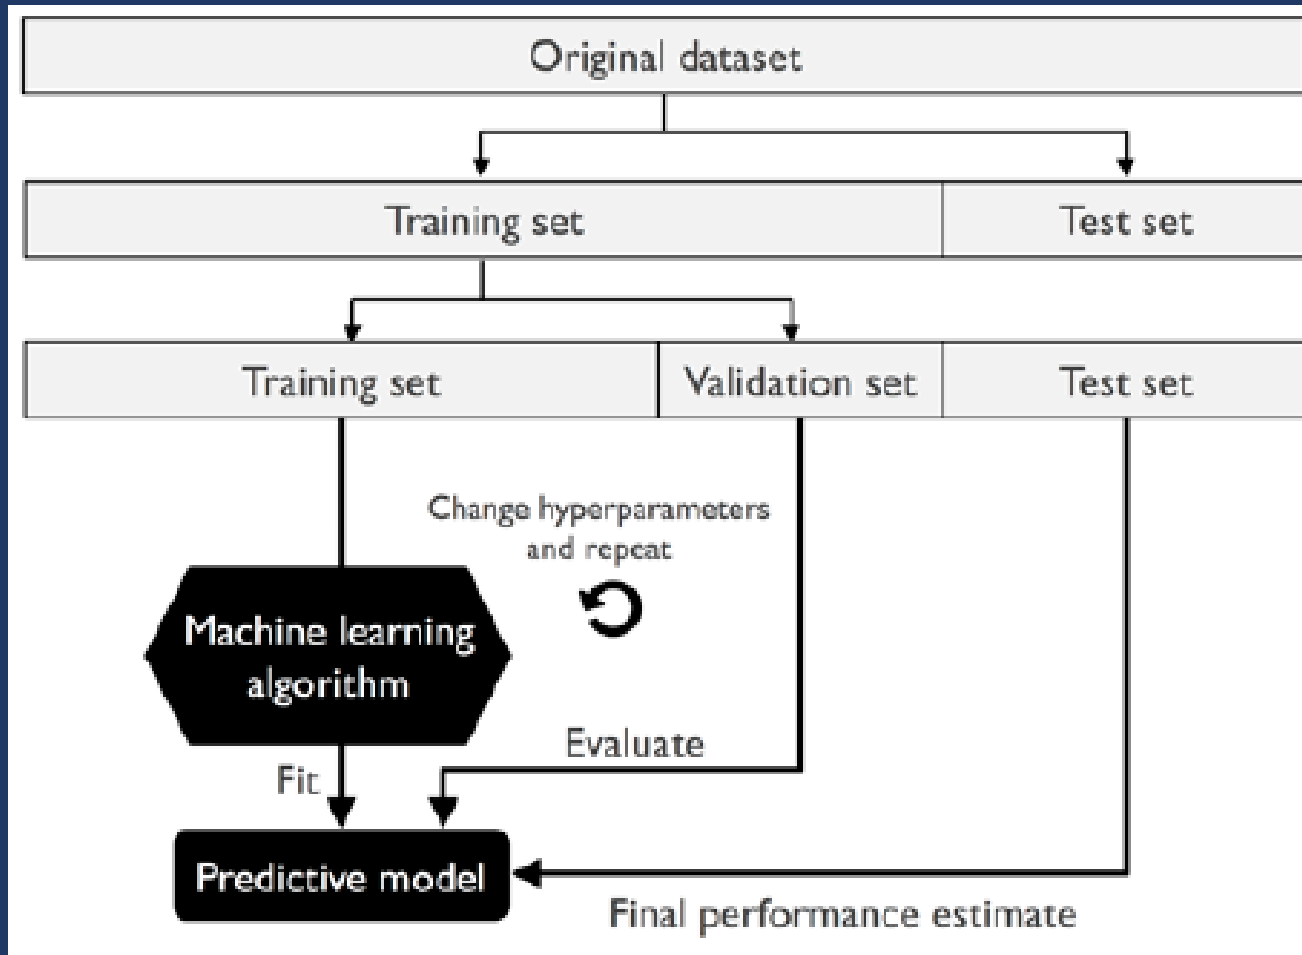 Original dataset
Training set
Test set
Training set
Validation set
Test set
Change hyperparameters
and repeat
Machine learning
algorithm
Evaluate
Fit
Predictive model
Final performance estimate